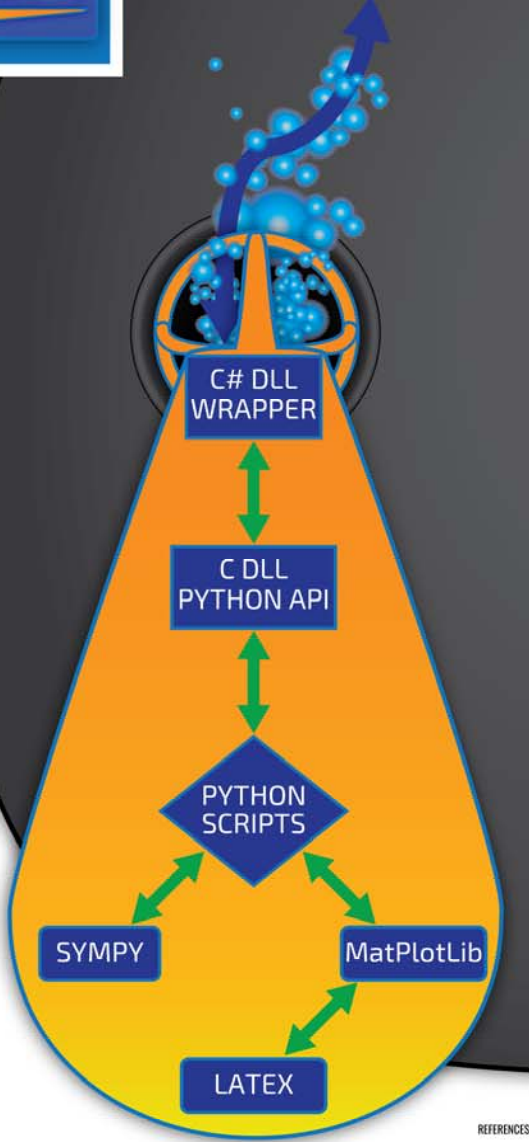 C# DLL
WRAPPER
C DLL
PYTHON API
PYTHON
SCRIPTS
SYMPY
MatPlotLib
LATEX
REFERENCES